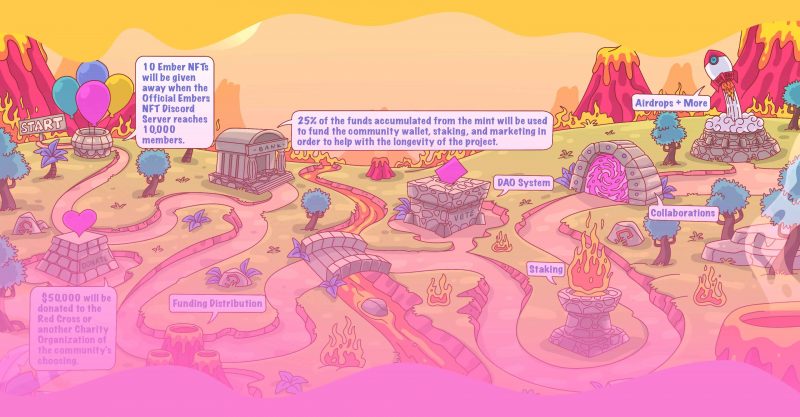 START
10 Ember NFTs
will be given
away when the
Official Embers
NFT Discord
Server reaches
10,000
members.
BANK
25% of the funds accumulated from the mint will be used
to fund the community wallet, staking, and marketing in
order to help with the longevity of the project.
Airdrops + More
DAO System
VOTE
Collaborations
Staking
Funding Distribution
DONATE
$50,000 will be
donated to the
Red Cross or
another Charity
Organization of
the community's
choosing.